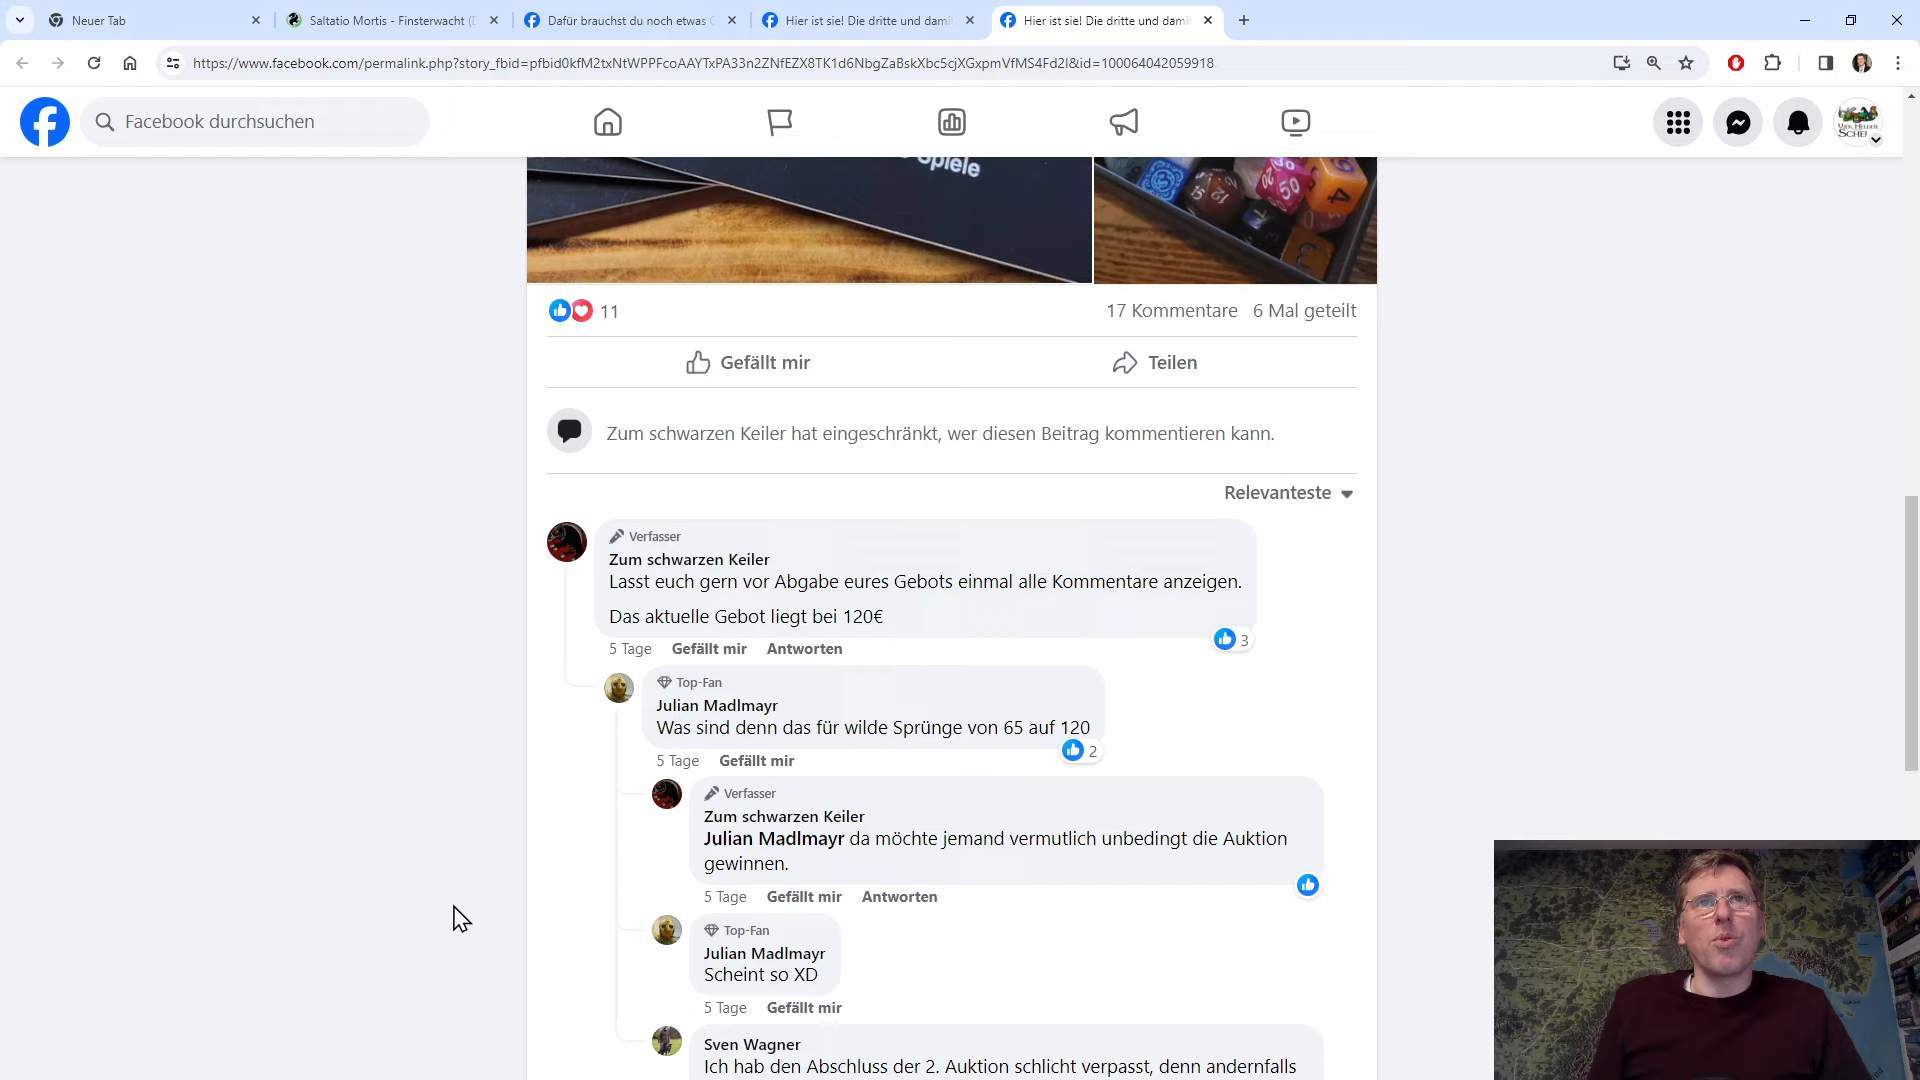 Neuer Tab
Saltatio Mortis - Finsterwacht (
Dafür brauchst du noch etwas
Hier ist sie! Die dritte und dami
Hier ist sie! Die dritte und dami
https://www.facebook.com/permalink.php?story_fbid=pfbid0kfM2txNtWPPFcoAAYTxPA33n2ZNfEZX8TK1d6NbgZaBskXbc5cjXGxpmVfMS4Fd2l&id=100064042059918
Facebook durchsuchen
Spiele
11
17 Kommentare 6 Mal geteilt
Gefällt mir
Teilen
Zum schwarzen Keiler hat eingeschränkt, wer diesen Beitrag kommentieren kann.
Relevanteste
Verfasser
Zum schwarzen Keiler
Lasst euch gern vor Abgabe eures Gebots einmal alle Kommentare anzeigen.
Das aktuelle Gebot liegt bei 120€
3
5 Tage Gefällt mir Antworten
Top-Fan
Julian Madlmayr
Was sind denn das für wilde Sprünge von 65 auf 120
2
5 Tage Gefällt mir
Verfasser
Zum schwarzen Keiler
Julian Madlmayr da möchte jemand vermutlich unbedingt die Auktion
gewinnen.
5 Tage Gefällt mir Antworten
Top-Fan
Julian Madlmayr
Scheint so XD
5 Tage Gefällt mir
Sven Wagner
Ich hab den Abschluss der 2. Auktion schlicht verpasst, denn andernfalls